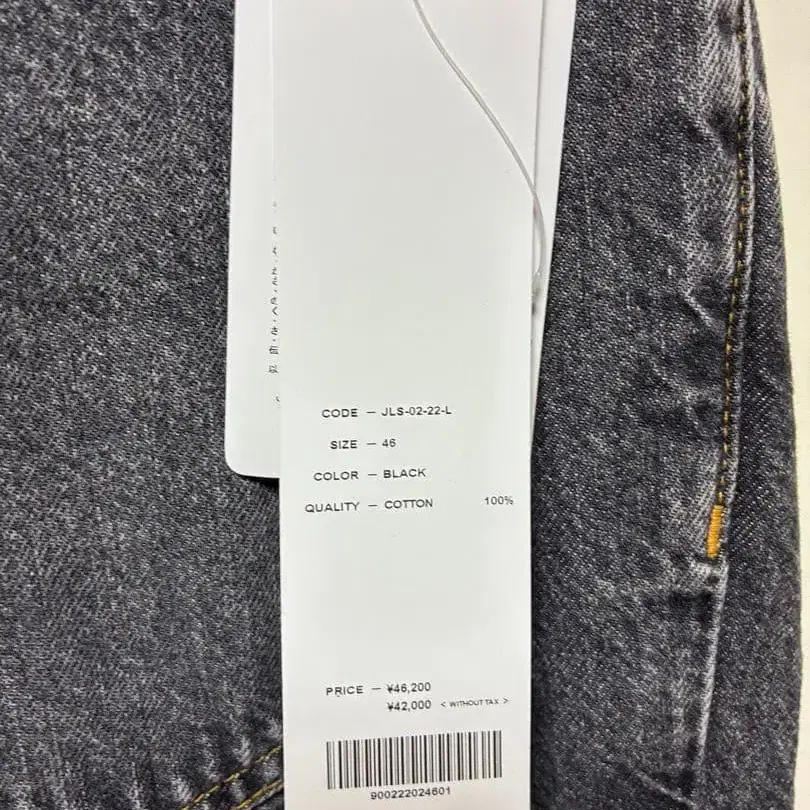 CODE — JLS-02-22-L
SIZE — 46
COLOR — BLACK
QUALITY — COTTON 100%
PRICE — ¥46,200
¥42,000 < WITHOUT TAX >
900222024601